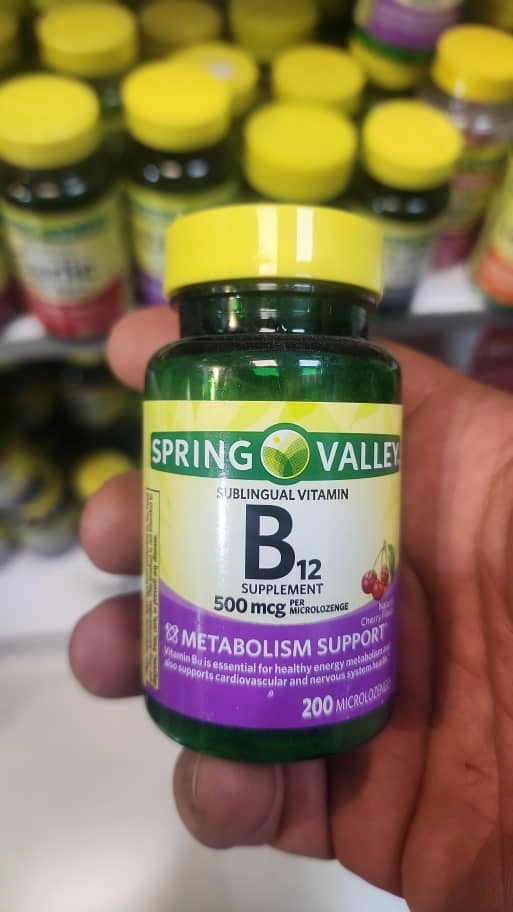 SPRING VALLEY
SUBLINGUAL VITAMIN
B12
SUPPLEMENT
500 mcg PER MICROLOZENGE
Natural
Cherry
METABOLISM SUPPORT
Vitamin B12 is essential for healthy energy metabolism and
also supports cardiovascular and nervous system health.
200 MICROLOZENGES